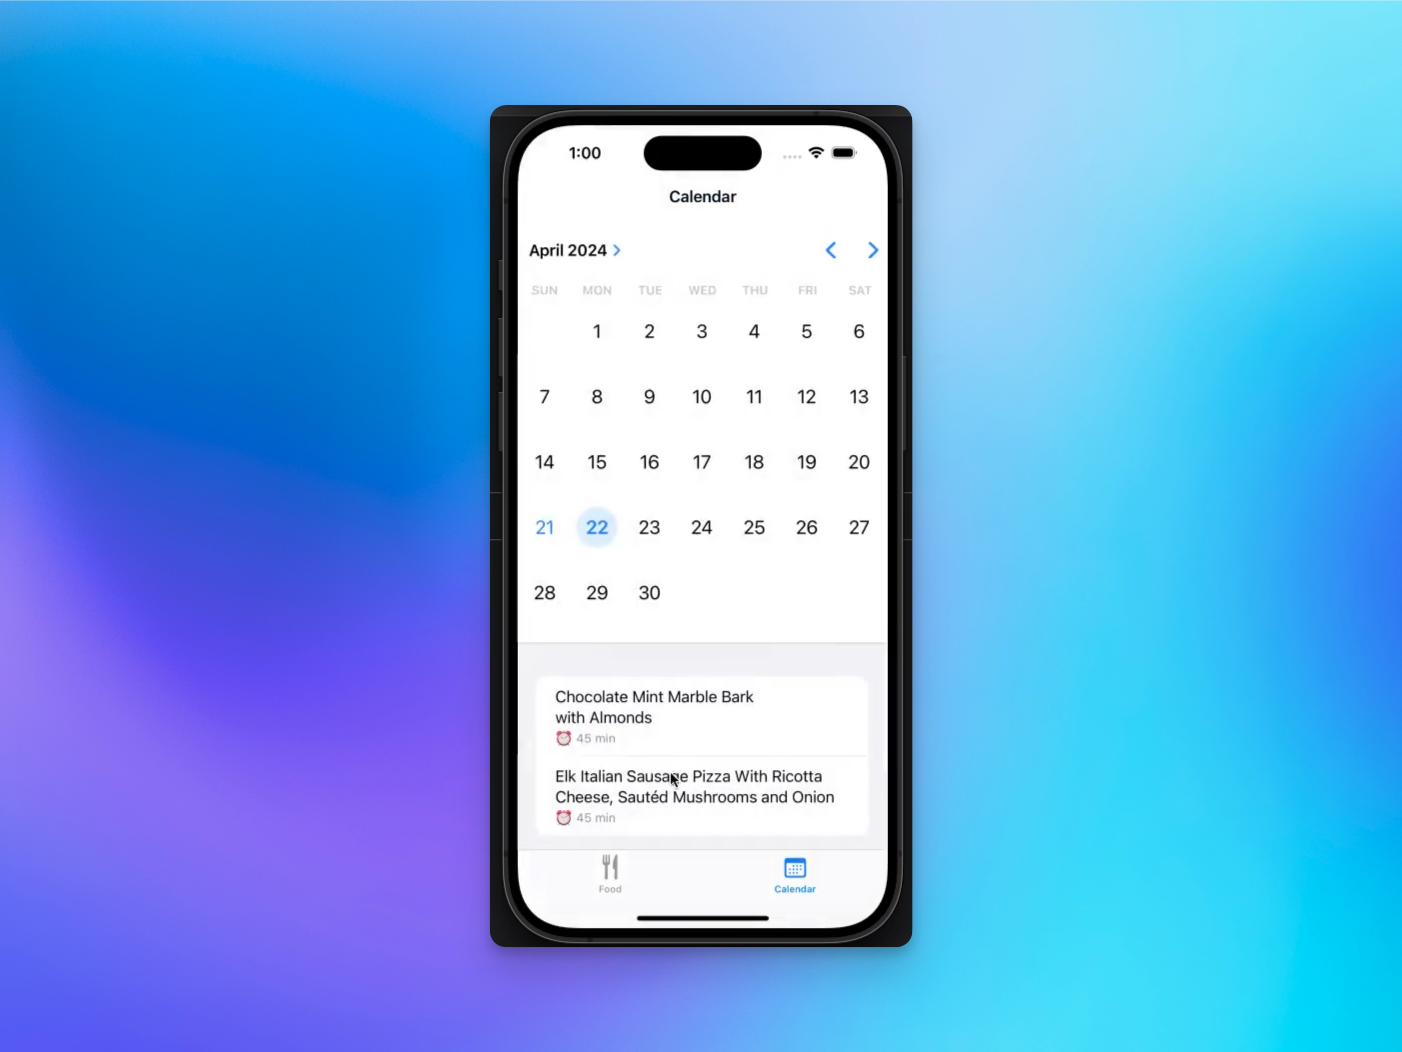 1:00
Calendar
April 2024
SUN MON TUE WED THU FRI SAT
1 2 3 4 5 6
7 8 9 10 11 12 13
14 15 16 17 18 19 20
21 22 23 24 25 26 27
28 29 30
Chocolate Mint Marble Bark
with Almonds
45 min
Elk Italian Sausage Pizza With Ricotta
Cheese, Sautéd Mushrooms and Onion
45 min
Food Calendar